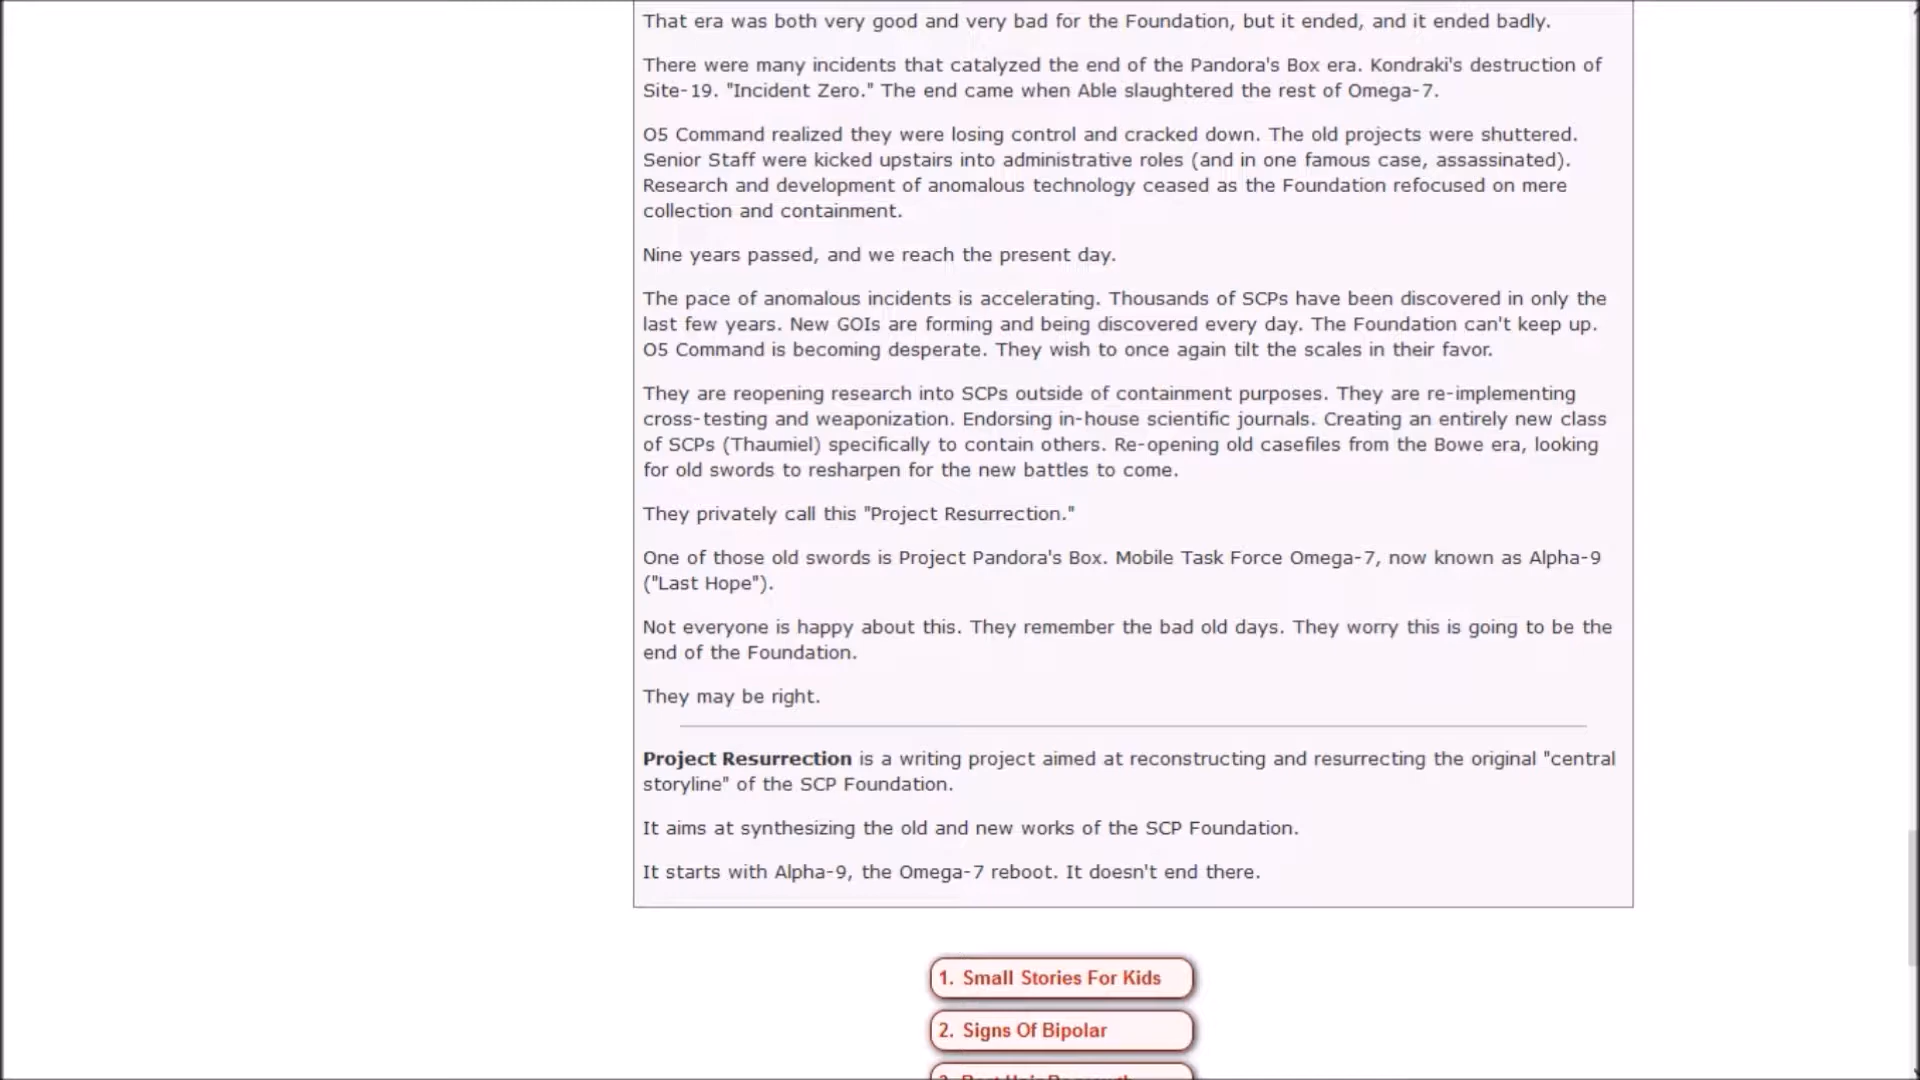 That era was both very good and very bad for the Foundation, but it ended, and it ended badly.
There were many incidents that catalyzed the end of the Pandora's Box era. Kondraki's destruction of
Site-19. "Incident Zero." The end came when Able slaughtered the rest of Omega-7.
O5 Command realized they were losing control and cracked down. The old projects were shuttered.
Senior Staff were kicked upstairs into administrative roles (and in one famous case, assassinated).
Research and development of anomalous technology ceased as the Foundation refocused on mere
collection and containment.
Nine years passed, and we reach the present day.
The pace of anomalous incidents is accelerating. Thousands of SCPs have been discovered in only the
last few years. New GOIs are forming and being discovered every day. The Foundation can't keep up.
O5 Command is becoming desperate. They wish to once again tilt the scales in their favor.
They are reopening research into SCPs outside of containment purposes. They are re-implementing
cross-testing and weaponization. Endorsing in-house scientific journals. Creating an entirely new class
of SCPs (Thaumiel) specifically to contain others. Re-opening old casefiles from the Bowe era, looking
for old swords to resharpen for the new battles to come.
They privately call this "Project Resurrection."
One of those old swords is Project Pandora's Box. Mobile Task Force Omega-7, now known as Alpha-9
("Last Hope").
Not everyone is happy about this. They remember the bad old days. They worry this is going to be the
end of the Foundation.
They may be right.
Project Resurrection is a writing project aimed at reconstructing and resurrecting the original "central
storyline" of the SCP Foundation.
It aims at synthesizing the old and new works of the SCP Foundation.
It starts with Alpha-9, the Omega-7 reboot. It doesn't end there.
1. Small Stories For Kids
2. Signs Of Bipolar